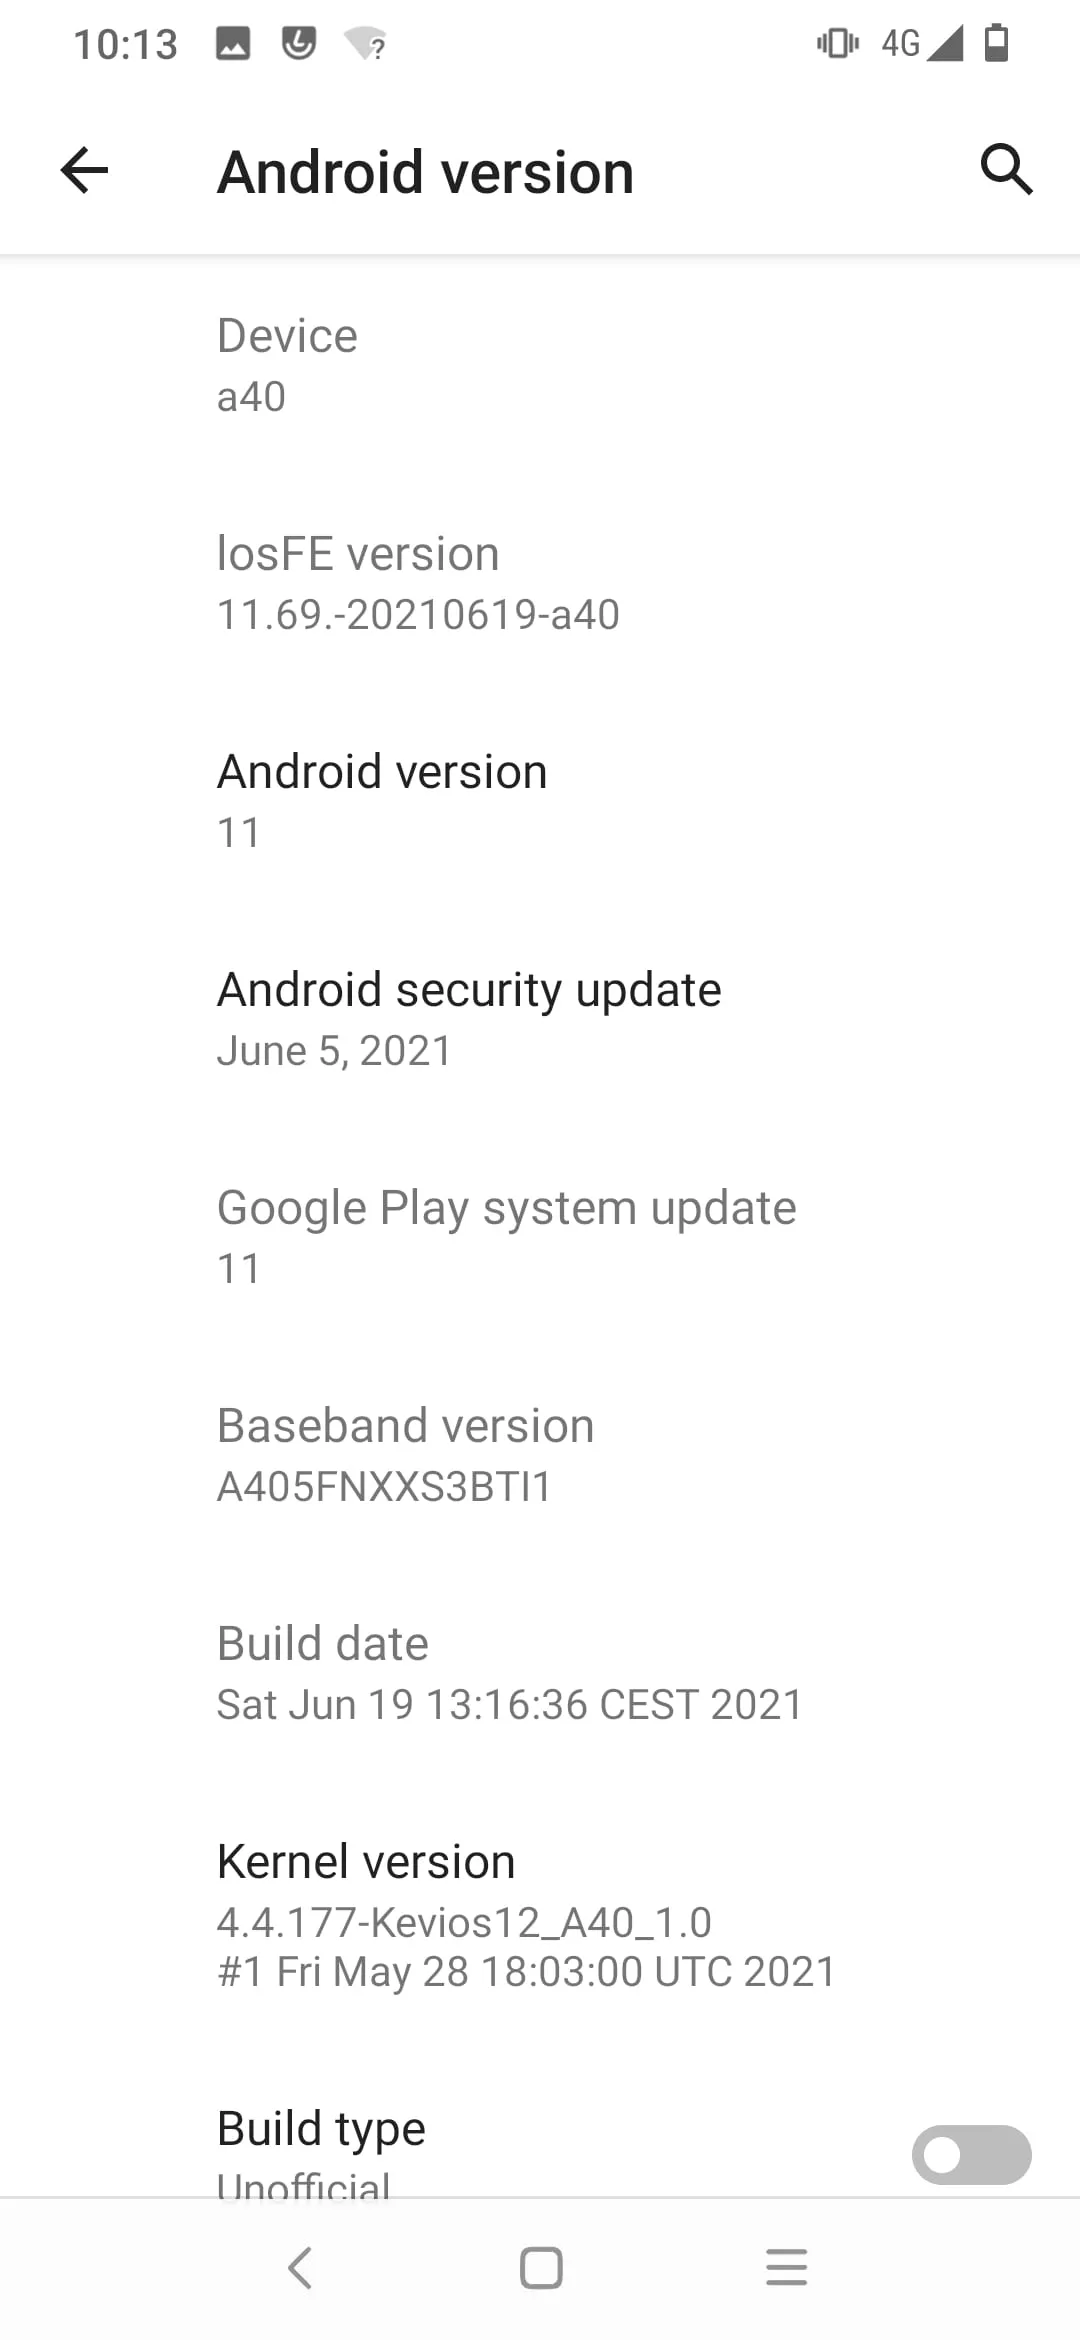 10:13
4G
Android version
Device
a40
losFE version
11.69.-20210619-a40
Android version
11
Android security update
June 5, 2021
Google Play system update
11
Baseband version
A405FNXXS3BTI1
Build date
Sat Jun 19 13:16:36 CEST 2021
Kernel version
4.4.177-Kevios12_A40_1.0
#1 Fri May 28 18:03:00 UTC 2021
Build type
Unofficial